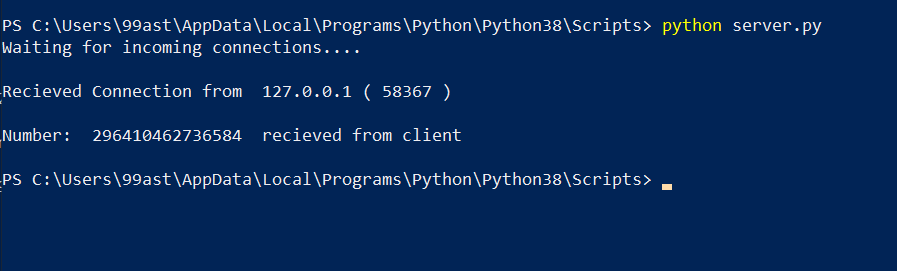 PS C:\Users\99ast\AppData\Local\Programs\Python\Python38\Scripts> python server.py
Waiting for incoming connections....
Recieved Connection from  127.0.0.1 ( 58367 )
Number:  296410462736584  recieved from client
PS C:\Users\99ast\AppData\Local\Programs\Python\Python38\Scripts>